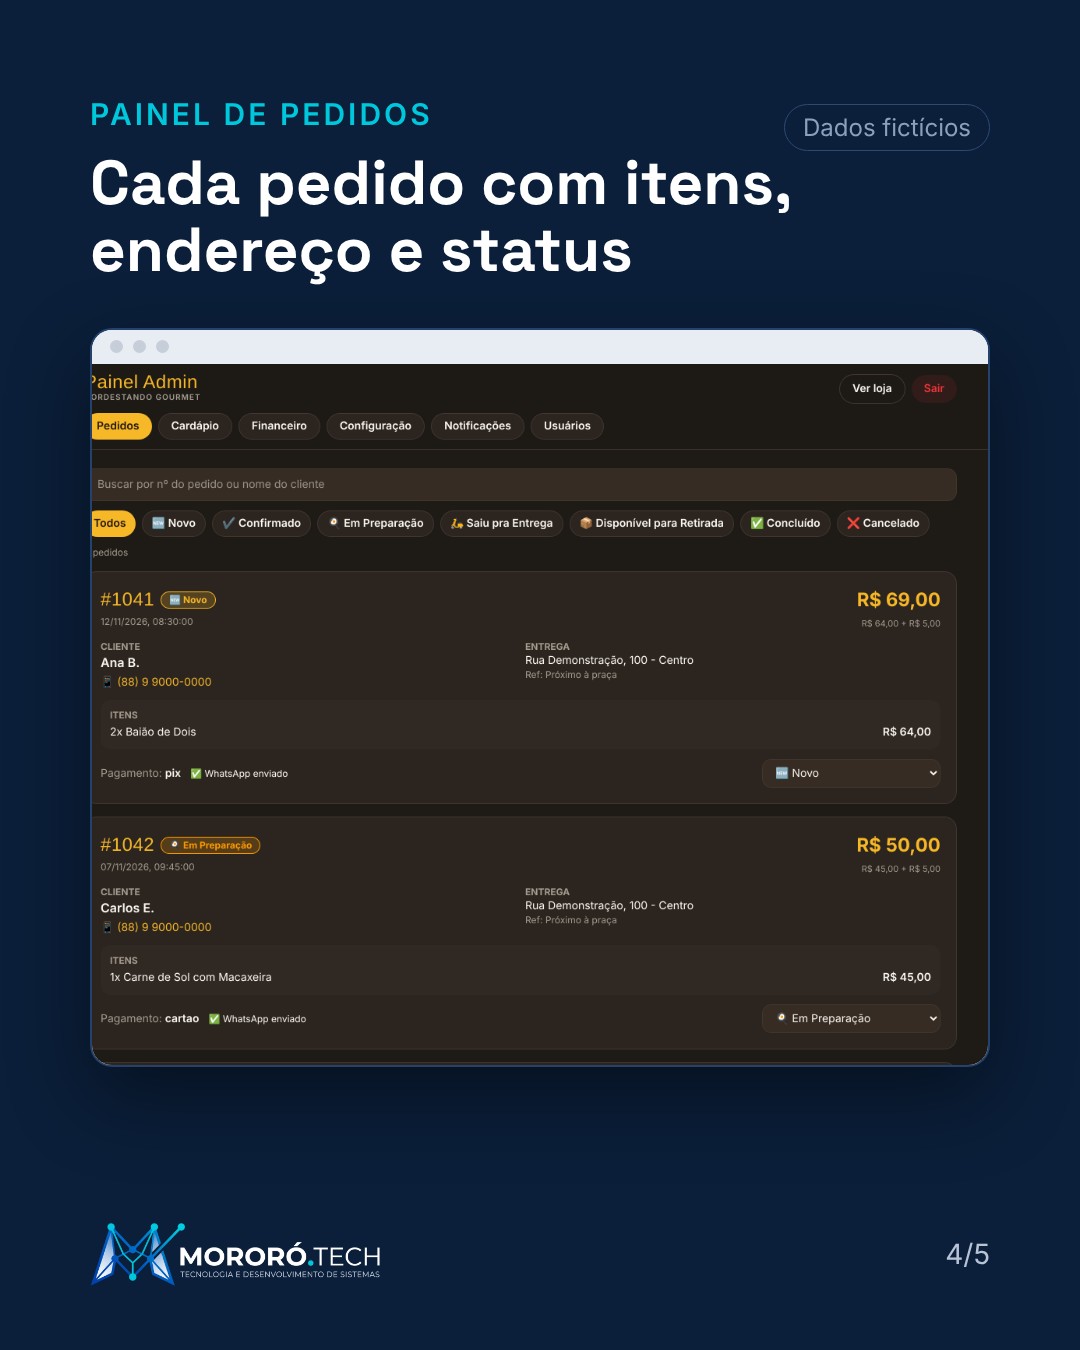 PAINEL DE PEDIDOS
Dados fictícios
Cada pedido com itens,
endereço e status
Painel Admin
ORDESTANDO GOURMET
Ver loja
Sair
Pedidos
Cardápio
Financeiro
Configuração
Notificações
Usuários
Buscar por nº do pedido ou nome do cliente
Todos
🆕 Novo
✔️ Confirmado
🍳 Em Preparação
🛵 Saiu pra Entrega
📦 Disponível para Retirada
✅ Concluído
❌ Cancelado
pedidos
#1041 🆕 Novo
R$ 69,00
12/11/2026, 08:30:00
R$ 64,00 + R$ 5,00
CLIENTE
Ana B.
📱 (88) 9 9000-0000
ENTREGA
Rua Demonstração, 100 - Centro
Ref: Próximo à praça
ITENS
2x Baião de Dois
R$ 64,00
Pagamento: pix ✅ WhatsApp enviado
🆕 Novo
#1042 🍳 Em Preparação
R$ 50,00
07/11/2026, 09:45:00
R$ 45,00 + R$ 5,00
CLIENTE
Carlos E.
📱 (88) 9 9000-0000
ENTREGA
Rua Demonstração, 100 - Centro
Ref: Próximo à praça
ITENS
1x Carne de Sol com Macaxeira
R$ 45,00
Pagamento: cartao ✅ WhatsApp enviado
🍳 Em Preparação
MORORÓ.TECH
TECNOLOGIA E DESENVOLVIMENTO DE SISTEMAS
4/5